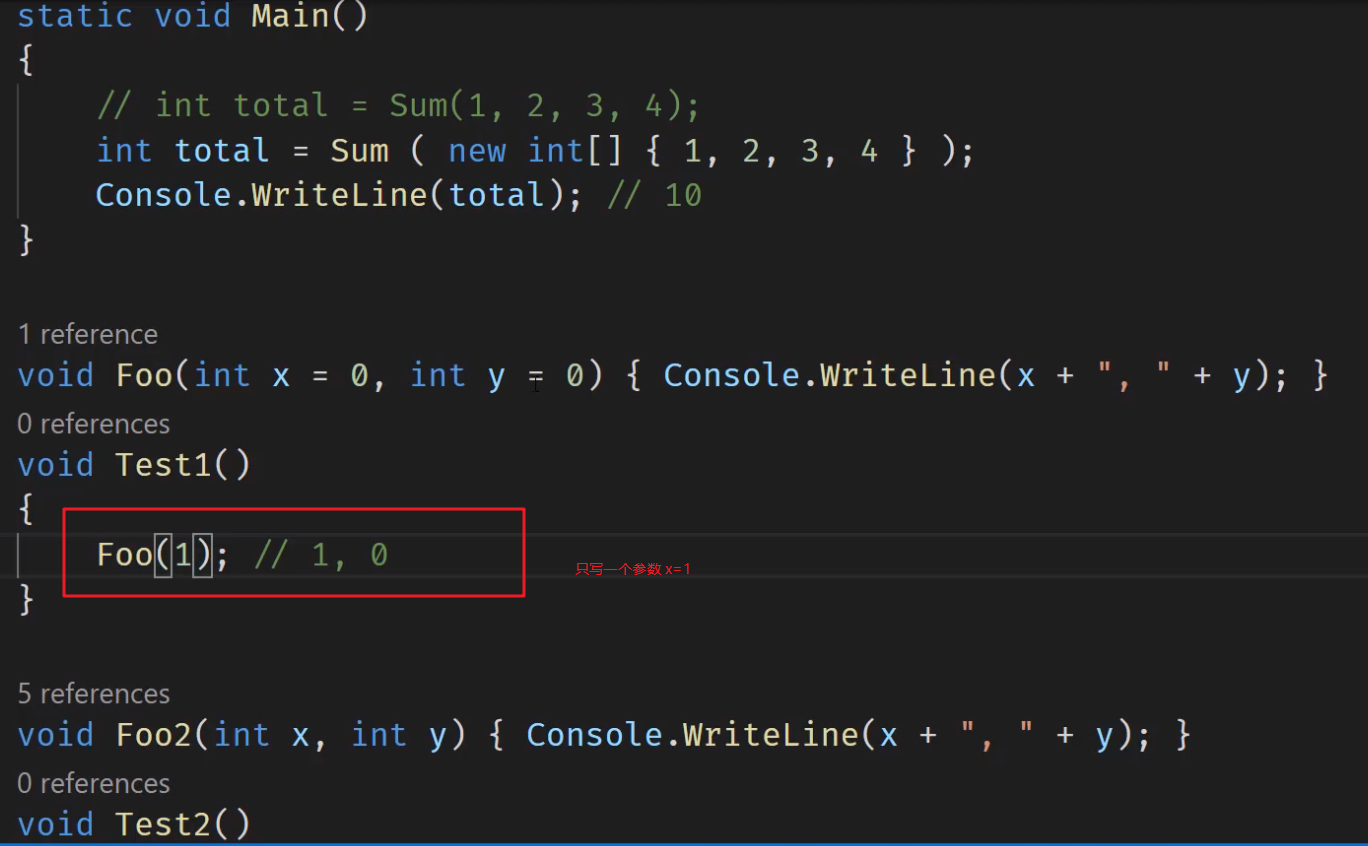 static void Main()
{
// int total = Sum(1, 2, 3, 4);
int total = Sum ( new int[] { 1, 2, 3, 4 } );
Console.WriteLine(total); // 10
}
1 reference
void Foo(int x = 0, int y = 0) { Console.WriteLine(x + ", " + y); }
0 references
void Test1()
{
Foo(1); // 1, 0
只写一个参数 x=1
}
5 references
void Foo2(int x, int y) { Console.WriteLine(x + ", " + y); }
0 references
void Test2()